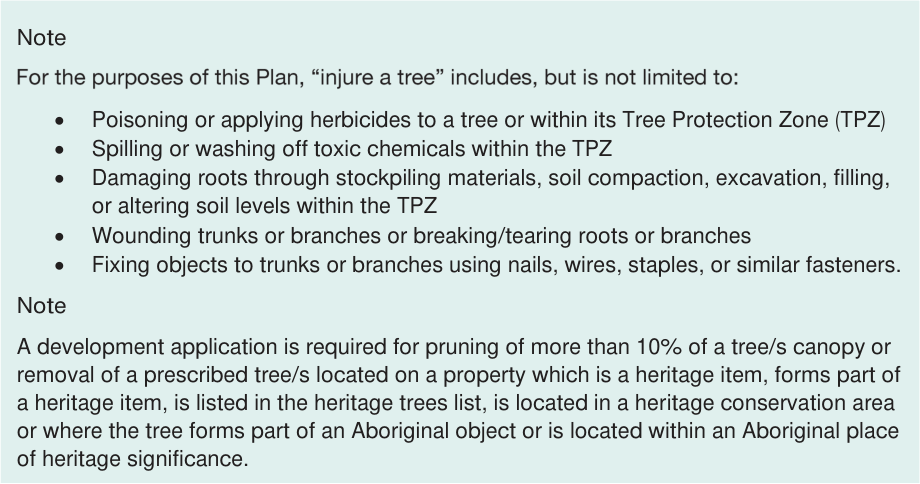 Note
For the purposes of this Plan, “injure a tree” includes, but is not limited to:
• Poisoning or applying herbicides to a tree or within its Tree Protection Zone (TPZ)
• Spilling or washing off toxic chemicals within the TPZ
• Damaging roots through stockpiling materials, soil compaction, excavation, filling,
or altering soil levels within the TPZ
• Wounding trunks or branches or breaking/tearing roots or branches
• Fixing objects to trunks or branches using nails, wires, staples, or similar fasteners.
Note
A development application is required for pruning of more than 10% of a tree/s canopy or
removal of a prescribed tree/s located on a property which is a heritage item, forms part of
a heritage item, is listed in the heritage trees list, is located in a heritage conservation area
or where the tree forms part of an Aboriginal object or is located within an Aboriginal place
of heritage significance.